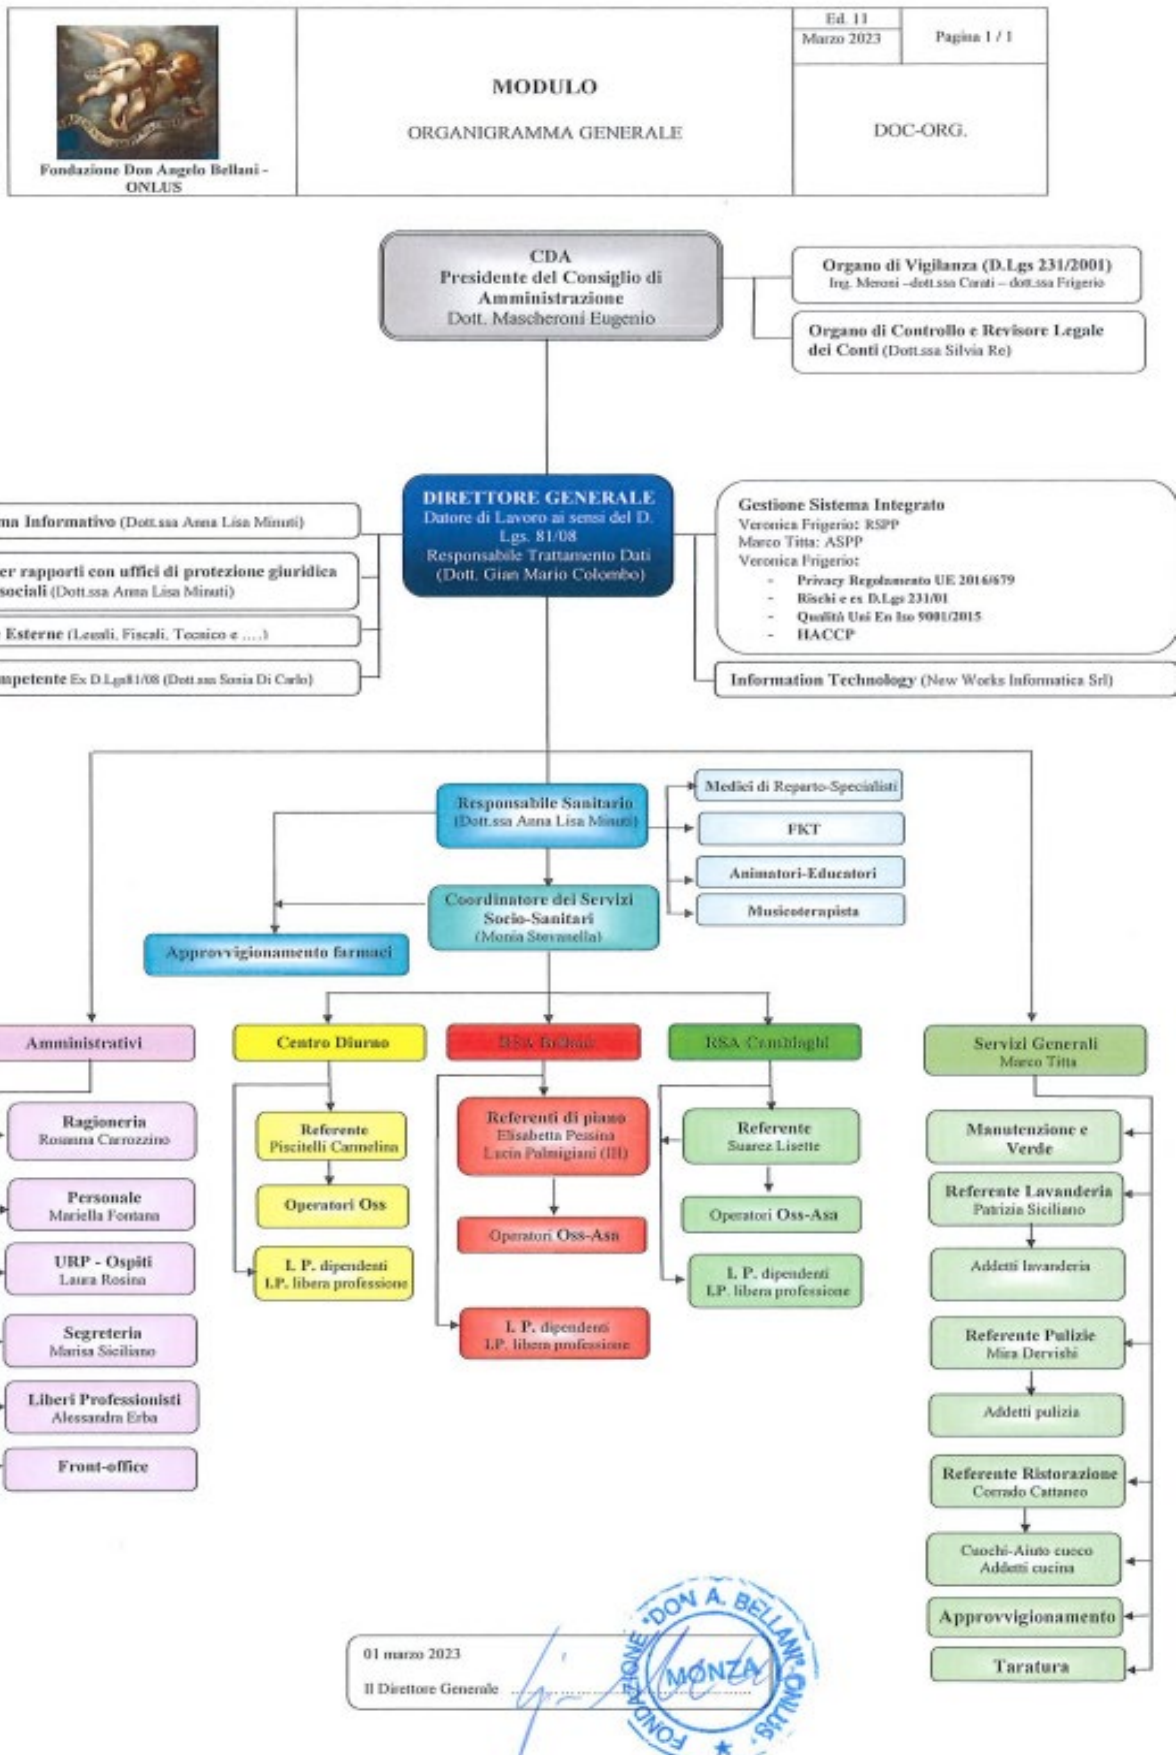 Ed. 11
Marzo 2023
Pagina 1 / 1
Fondazione Don Angelo Bellani -
ONLUS
MODULO
ORGANIGRAMMA GENERALE
DOC-ORG.
CDA
Presidente del Consiglio di
Amministrazione
Dott. Mascheroni Eugenio
Organo di Vigilanza (D.Lgs 231/2001)
Ing. Meroni –dott.ssa Carati – dott.ssa Frigerio
Organo di Controllo e Revisore Legale
dei Conti (Dott.ssa Silvia Re)
DIRETTORE GENERALE
Datore di Lavoro ai sensi del D.
Lgs. 81/08
Responsabile Trattamento Dati
(Dott. Gian Mario Colombo)
ma Informativo (Dott.ssa Anna Lisa Minuti)
er rapporti con uffici di protezione giuridica
sociali (Dott.ssa Anna Lisa Minuti)
Esterne (Legali, Fiscali, Tecnico e ....)
mpetente Ex D.Lgs81/08 (Dott.ssa Sonia Di Carlo)
Gestione Sistema Integrato
Veronica Frigerio: RSPP
Marco Titta: ASPP
Veronica Frigerio:
- Privacy Regolamento UE 2016/679
- Rischi e ex D.Lgs 231/01
- Qualità Uni En Iso 9001/2015
- HACCP
Information Technology (New Works Informatica Srl)
Responsabile Sanitario
(Dott.ssa Anna Lisa Minuti)
Medici di Reparto-Specialisti
FKT
Animatori-Educatori
Musicoterapista
Coordinatore dei Servizi
Socio-Sanitari
(Monia Stevanella)
Approvvigionamento farmaci
Amministrativi
Ragioneria
Rosanna Carrozzino
Personale
Mariella Fontana
URP - Ospiti
Laura Rosina
Segreteria
Marisa Siciliano
Liberi Professionisti
Alessandra Erba
Front-office
Centro Diurno
Referente
Piscitelli Carmelina
Operatori Oss
I. P. dipendenti
I.P. libera professione
RSA Bellani
Referenti di piano
Elisabetta Pessina
Lucia Palmigiani (III)
Operatori Oss-Asa
I. P. dipendenti
I.P. libera professione
RSA Cambiaghi
Referente
Suarez Lisette
Operatori Oss-Asa
I. P. dipendenti
I.P. libera professione
Servizi Generali
Marco Titta
Manutenzione e
Verde
Referente Lavanderia
Patrizia Siciliano
Addetti lavanderia
Referente Pulizie
Mira Dervishi
Addetti pulizia
Referente Ristorazione
Corrado Cattaneo
Cuochi-Aiuto cuoco
Addetti cucina
Approvvigionamento
Taratura
01 marzo 2023
Il Direttore Generale
FONDAZIONE "DON A. BELLANI" ONLUS
MONZA